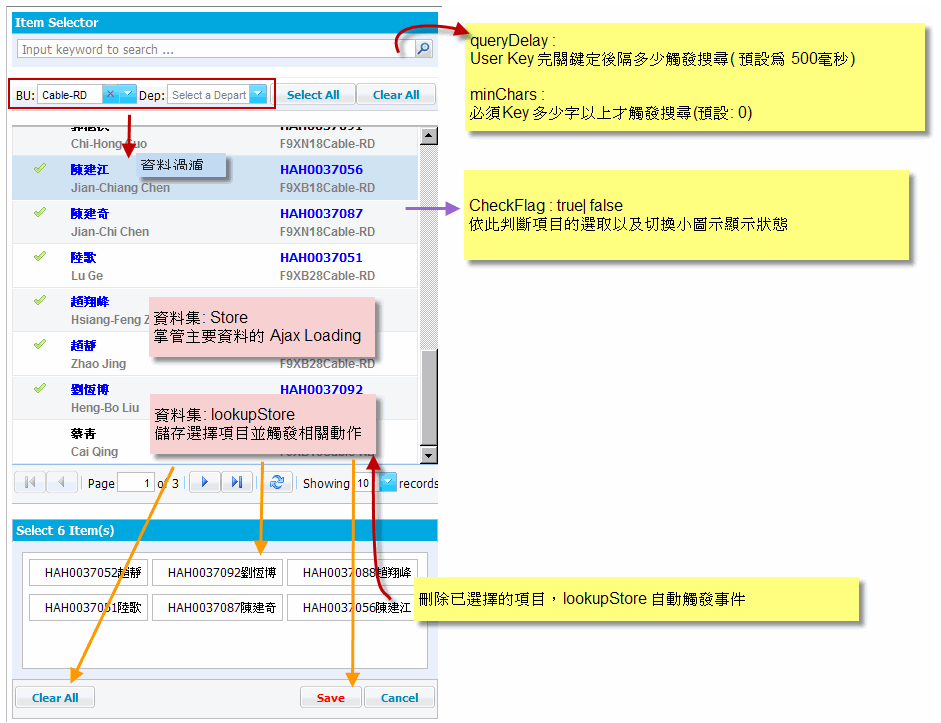 Item Selector
Input keyword to search ...
queryDelay :
User Key 完關鍵定後隔多少觸發搜尋( 預設為 500毫秒)
minChars :
必須Key 多少字以上才觸發搜尋(預設: 0)
BU: Cable-RD Dep: Select a Depart Select All Clear All
HAH0037091
F9XN18Cable-RD
資料過濾
陳建江 HAH0037056
Jian-Chiang Chen F9XB18Cable-RD
陳建奇 HAH0037087
Jian-Chi Chen F9XN18Cable-RD
CheckFlag : true| false
依此判斷項目的選取以及切換小圖示顯示狀態
陸歌 HAH0037051
Lu Ge F9XB28Cable-RD
趙翔峰
Hsiang-Feng
資料集: Store
掌管主要資料的 Ajax Loading
趙靜
Zhao Jing F9XB28Cable-RD
劉恆博 HAH0037092
Heng-Bo Liu
資料集: lookupStore
儲存選擇項目並觸發相關動作
蔡青
Cai Qing
Page 1 of 3 Showing 10 records
Select 6 Item(s)
HAH0037052趙靜 HAH0037092劉恆博 HAH0037088趙翔峰
HAH0037051陸歌 HAH0037087陳建奇 HAH0037056陳建江
刪除已選擇的項目，lookupStore 自動觸發事件
Clear All Save Cancel